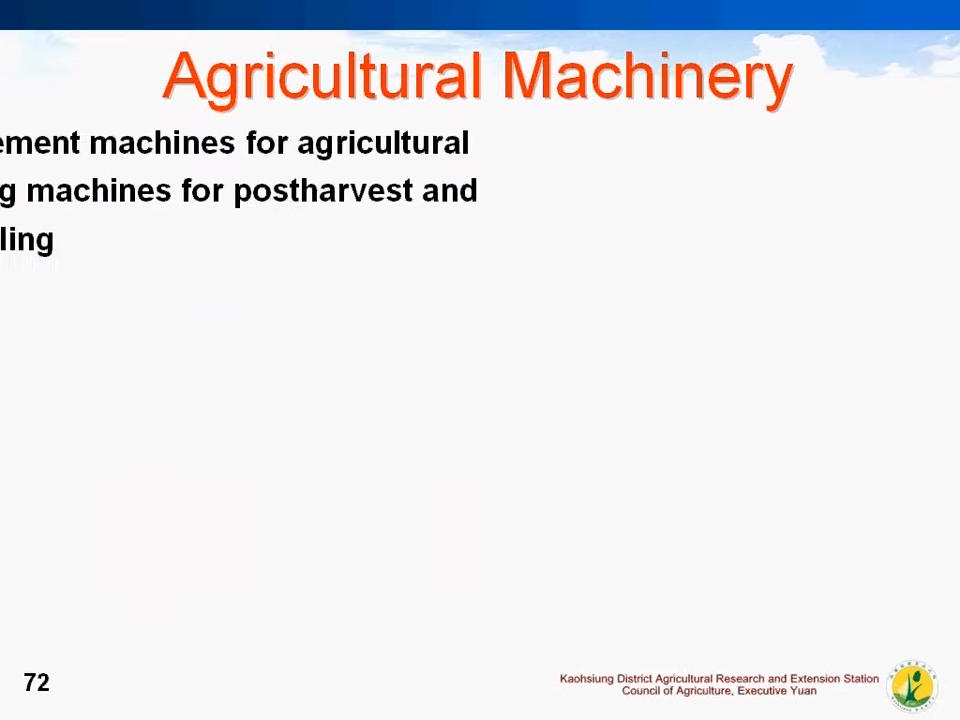 Agricultural Machinery
ement machines for agricultural
g machines for postharvest and
ling
72
Kaohsiung District Agricultural Research and Extension Station
Council of Agriculture, Executive Yuan